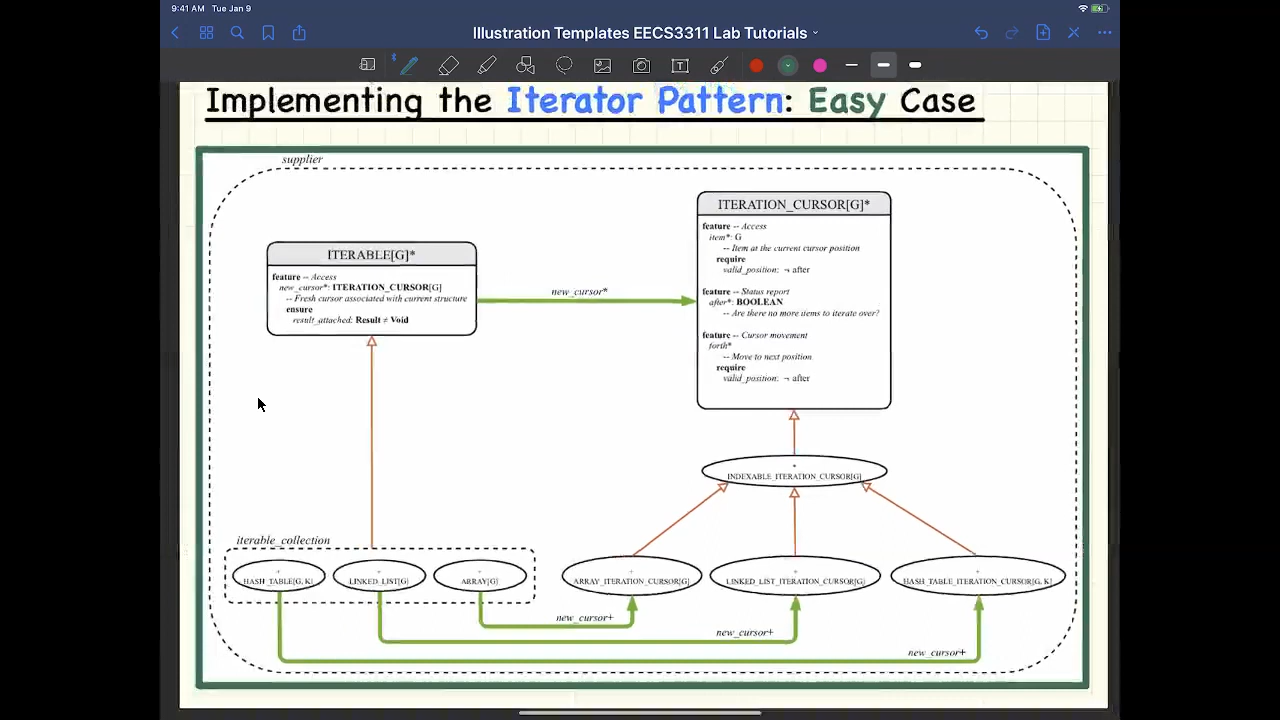 9:41 AM Tue Jan 9
Illustration Templates EECS3311 Lab Tutorials
Implementing the Iterator Pattern: Easy Case
supplier
ITERABLE[G]*
feature -- Access
new_cursor*: ITERATION_CURSOR[G]
-- Fresh cursor associated with current structure
ensure
result_attached: Result ≠ Void
new_cursor*
ITERATION_CURSOR[G]*
feature -- Access
item*: G
-- Item at the current cursor position
require
valid_position: ¬ after
feature -- Status report
after*: BOOLEAN
-- Are there no more items to iterate over?
feature -- Cursor movement
forth*
-- Move to next position
require
valid_position: ¬ after
*
INDEXABLE_ITERATION_CURSOR[G]
iterable_collection
+
HASH_TABLE[G, K]
+
LINKED_LIST[G]
+
ARRAY[G]
+
ARRAY_ITERATION_CURSOR[G]
+
LINKED_LIST_ITERATION_CURSOR[G]
+
HASH_TABLE_ITERATION_CURSOR[G, K]
new_cursor+
new_cursor+
new_cursor+